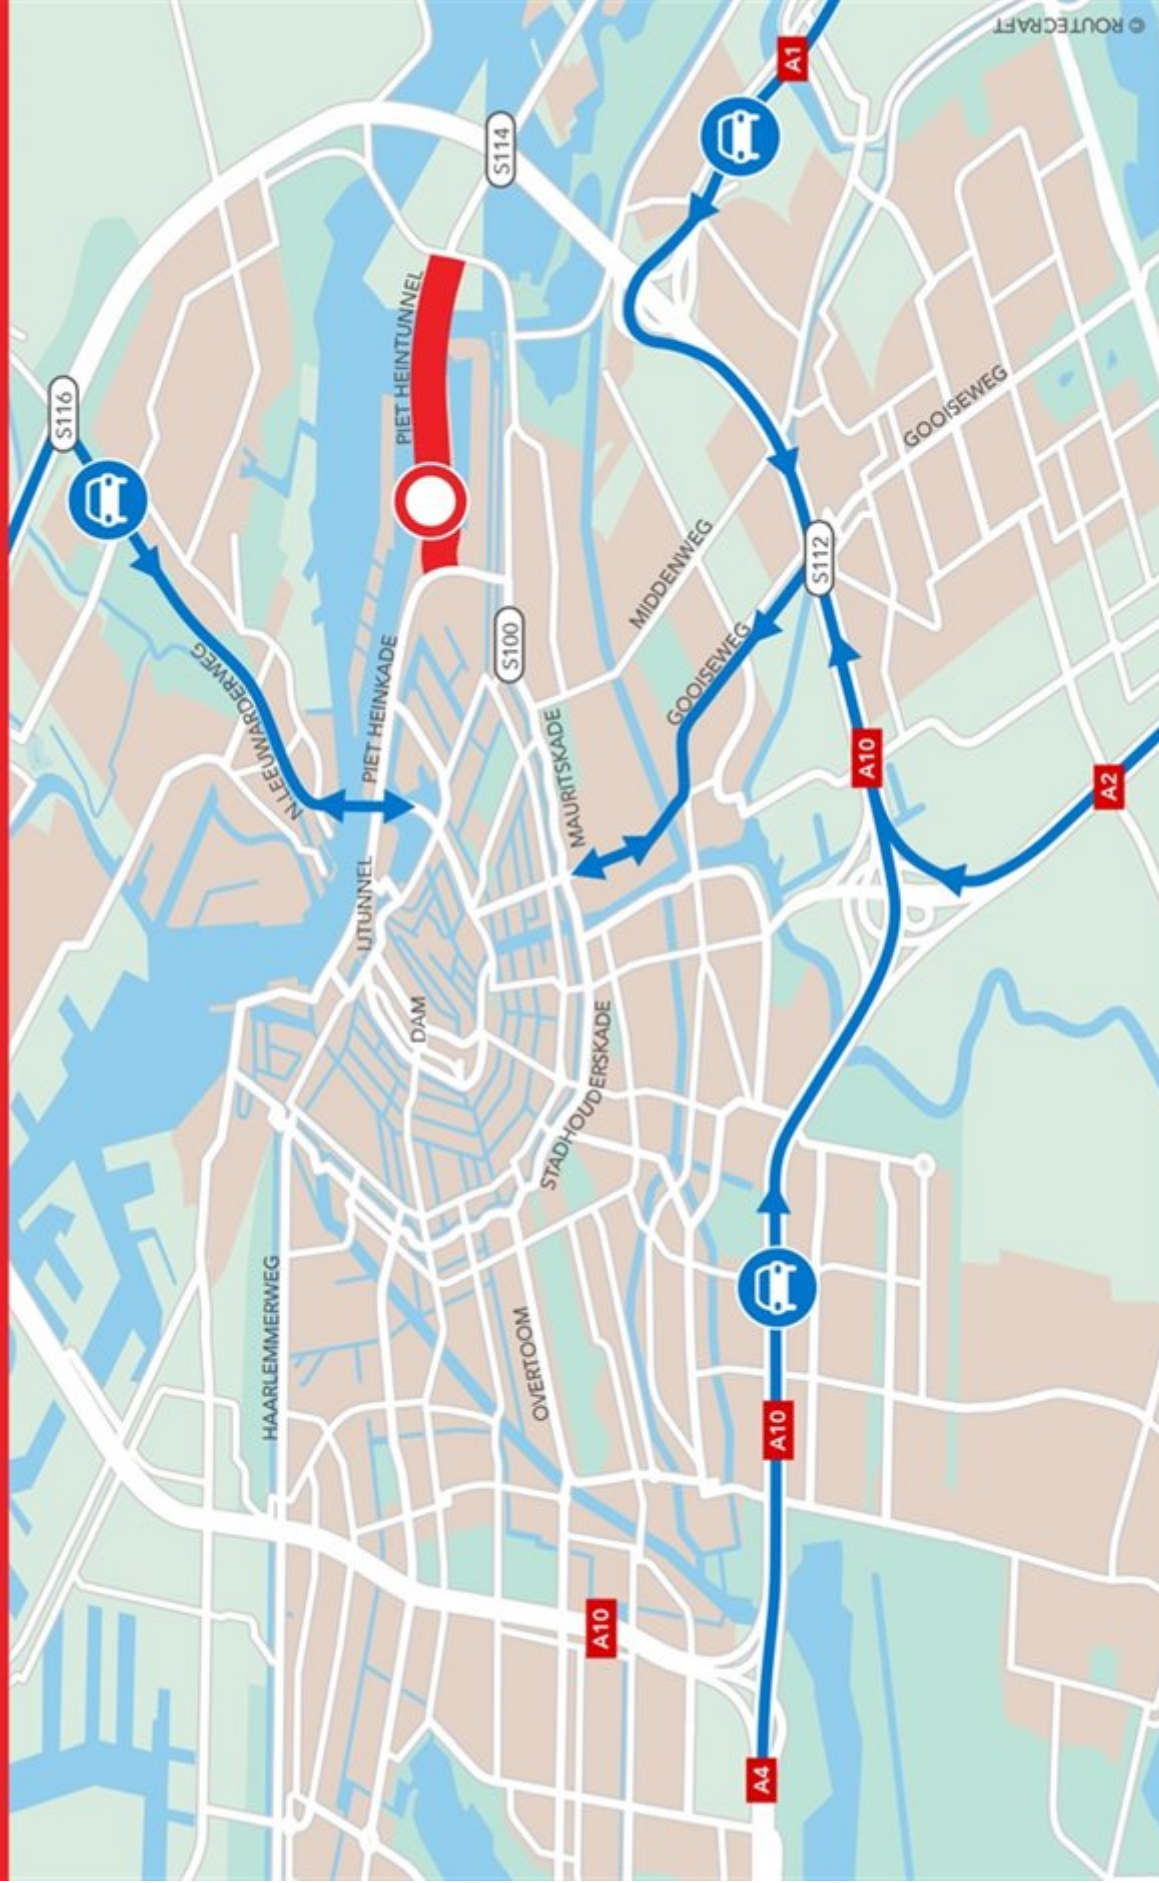 © ROUTECRAFT
A1
S114
S116
PIET HEINTUNNEL
GOOISEWEG
S112
MIDDENWEG
S100
GOOISEWEG
N.LEEUWARDERWEG
PIET HEINKADE
MAURITSKADE
A10
A2
IJTUNNEL
DAM
STADHOUDERSKADE
HAARLEMMERWEG
OVERTOOM
A10
A10
A4